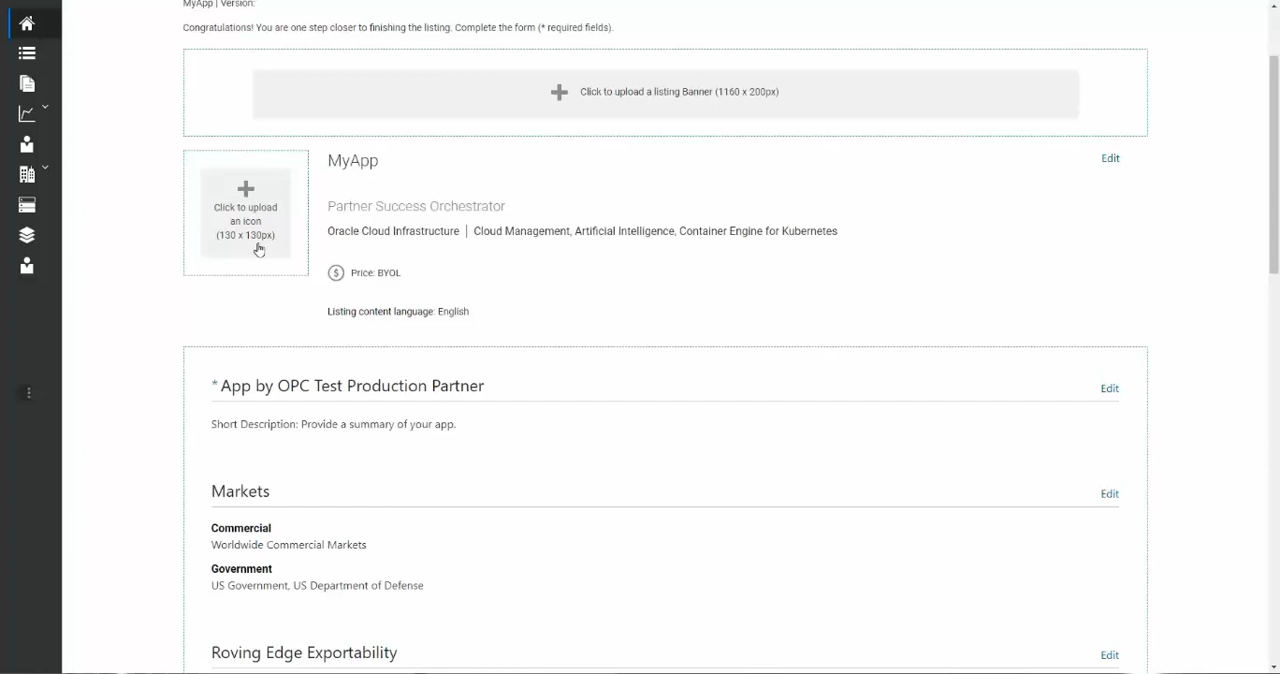 MyApp | Version:
Congratulations! You are one step closer to finishing the listing. Complete the form (* required fields).
Click to upload a listing Banner (1160 x 200px)
Click to upload
an icon
(130 x 130px)
MyApp
Edit
Partner Success Orchestrator
Oracle Cloud Infrastructure | Cloud Management, Artificial Intelligence, Container Engine for Kubernetes
$ Price: BYOL
Listing content language: English
* App by OPC Test Production Partner
Edit
Short Description: Provide a summary of your app.
Markets
Edit
Commercial
Worldwide Commercial Markets
Government
US Government, US Department of Defense
Roving Edge Exportability
Edit